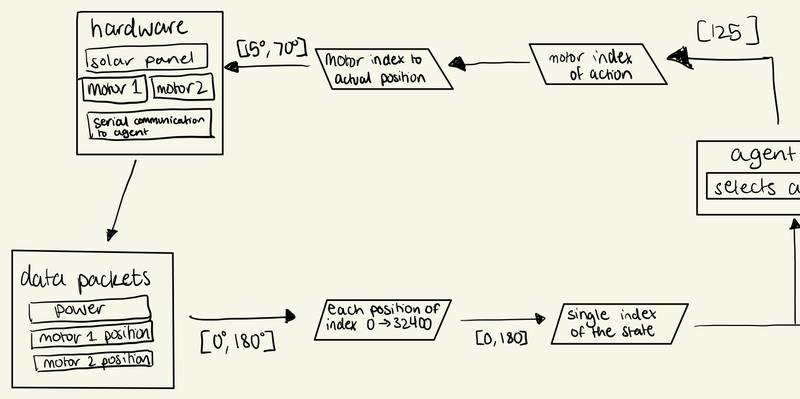 hardware
solar panel
motor 1 motor 2
serial communication
to agent
[15°, 70°]
Motor index to
actual position
motor index
of action
[125]
agent
selects a
data packets
power
motor 1 position
motor 2 position
[0°, 180°]
each position of
index 0→32400
[0, 180]
single index
of the state